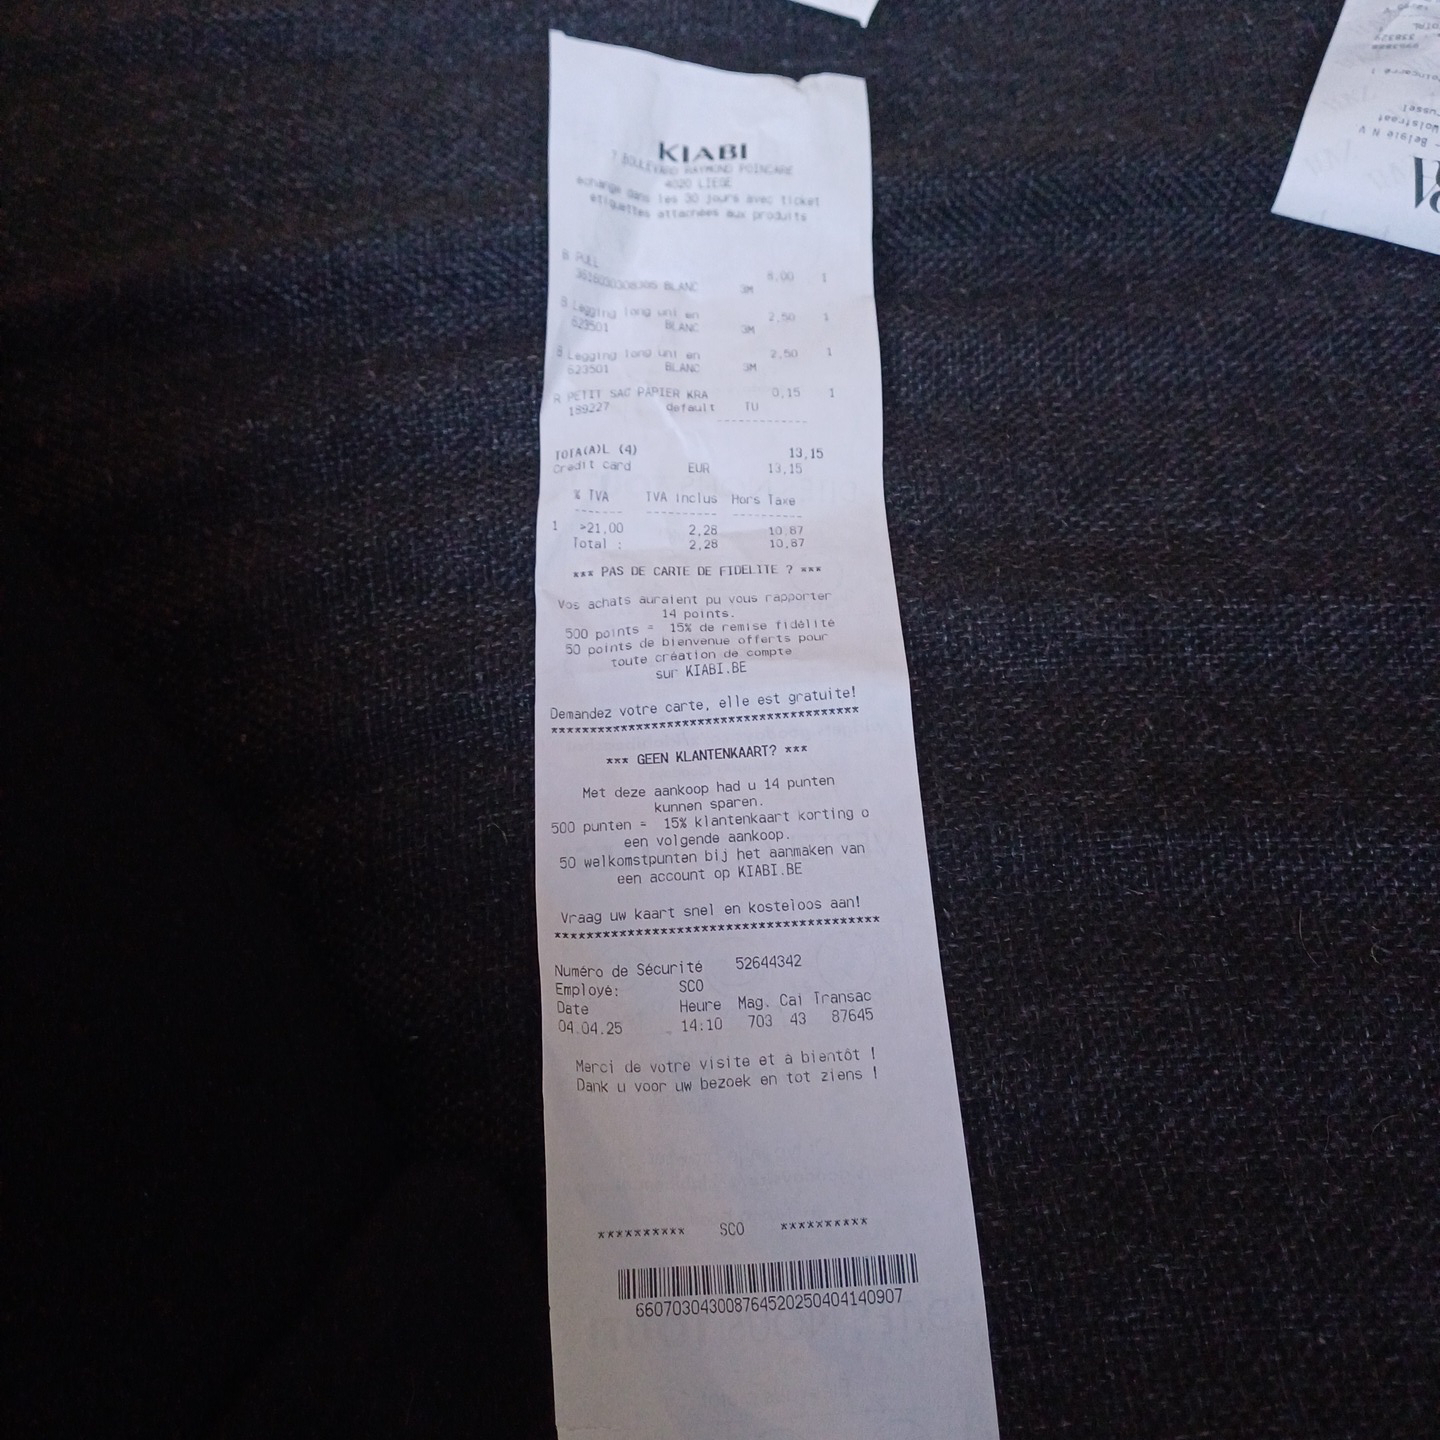 KIABI
7 BOULEVARD RAYMOND POINCARE
4020 LIEGE
échange dans les 30 jours avec ticket
etiquettes attachées aux produits
B PULL 8,00 1
BLANC 3M
B Legging long uni en 2,50 1
623501 BLANC 3M
B Legging long uni en 2,50 1
623501 BLANC 3M
R PETIT SAC PAPIER KRA 0,15 1
189227 default TU
------------
TOTA(A)L (4) 13,15
Credit card EUR 13,15
% TVA TVA Inclus Hors Taxe
------- ----------- -----------
1 >21,00 2,28 10,87
Total : 2,28 10,87
*** PAS DE CARTE DE FIDELITE ? ***
Vos achats auraient pu vous rapporter
14 points.
500 points = 15% de remise fidélité
50 points de bienvenue offerts pour
toute création de compte
sur KIABI.BE
Demandez votre carte, elle est gratuite!
****************************************
*** GEEN KLANTENKAART? ***
Met deze aankoop had u 14 punten
kunnen sparen.
500 punten = 15% klantenkaart korting o
een volgende aankoop.
50 welkomstpunten bij het aanmaken van
een account op KIABI.BE
Vraag uw kaart snel en kosteloos aan!
****************************************
Numéro de Sécurité 52644342
Employé: SCO
Date Heure Mag. Cai Transac
04.04.25 14:10 703 43 87645
Merci de votre visite et à bientôt !
Dank u voor uw bezoek en tot ziens !
********** SCO **********
66070304300876452025040414​0907